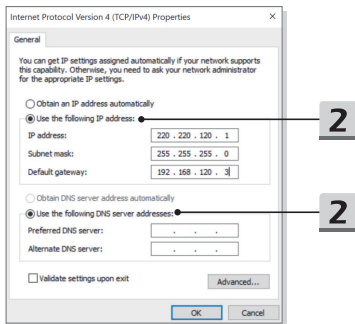 Internet Protocol Version 4 (TCP/IPv4) Properties
General
You can get IP settings assigned automatically if your network supports
this capability. Otherwise, you need to ask your network administrator
for the appropriate IP settings.
Obtain an IP address automatically
Use the following IP address:
2
IP address: 220 . 220 . 120 . 1
Subnet mask: 255 . 255 . 255 . 0
Default gateway: 192 . 168 . 120 . 3
Obtain DNS server address automatically
Use the following DNS server addresses:
2
Preferred DNS server: . . .
Alternate DNS server: . . .
Validate settings upon exit
Advanced...
OK Cancel